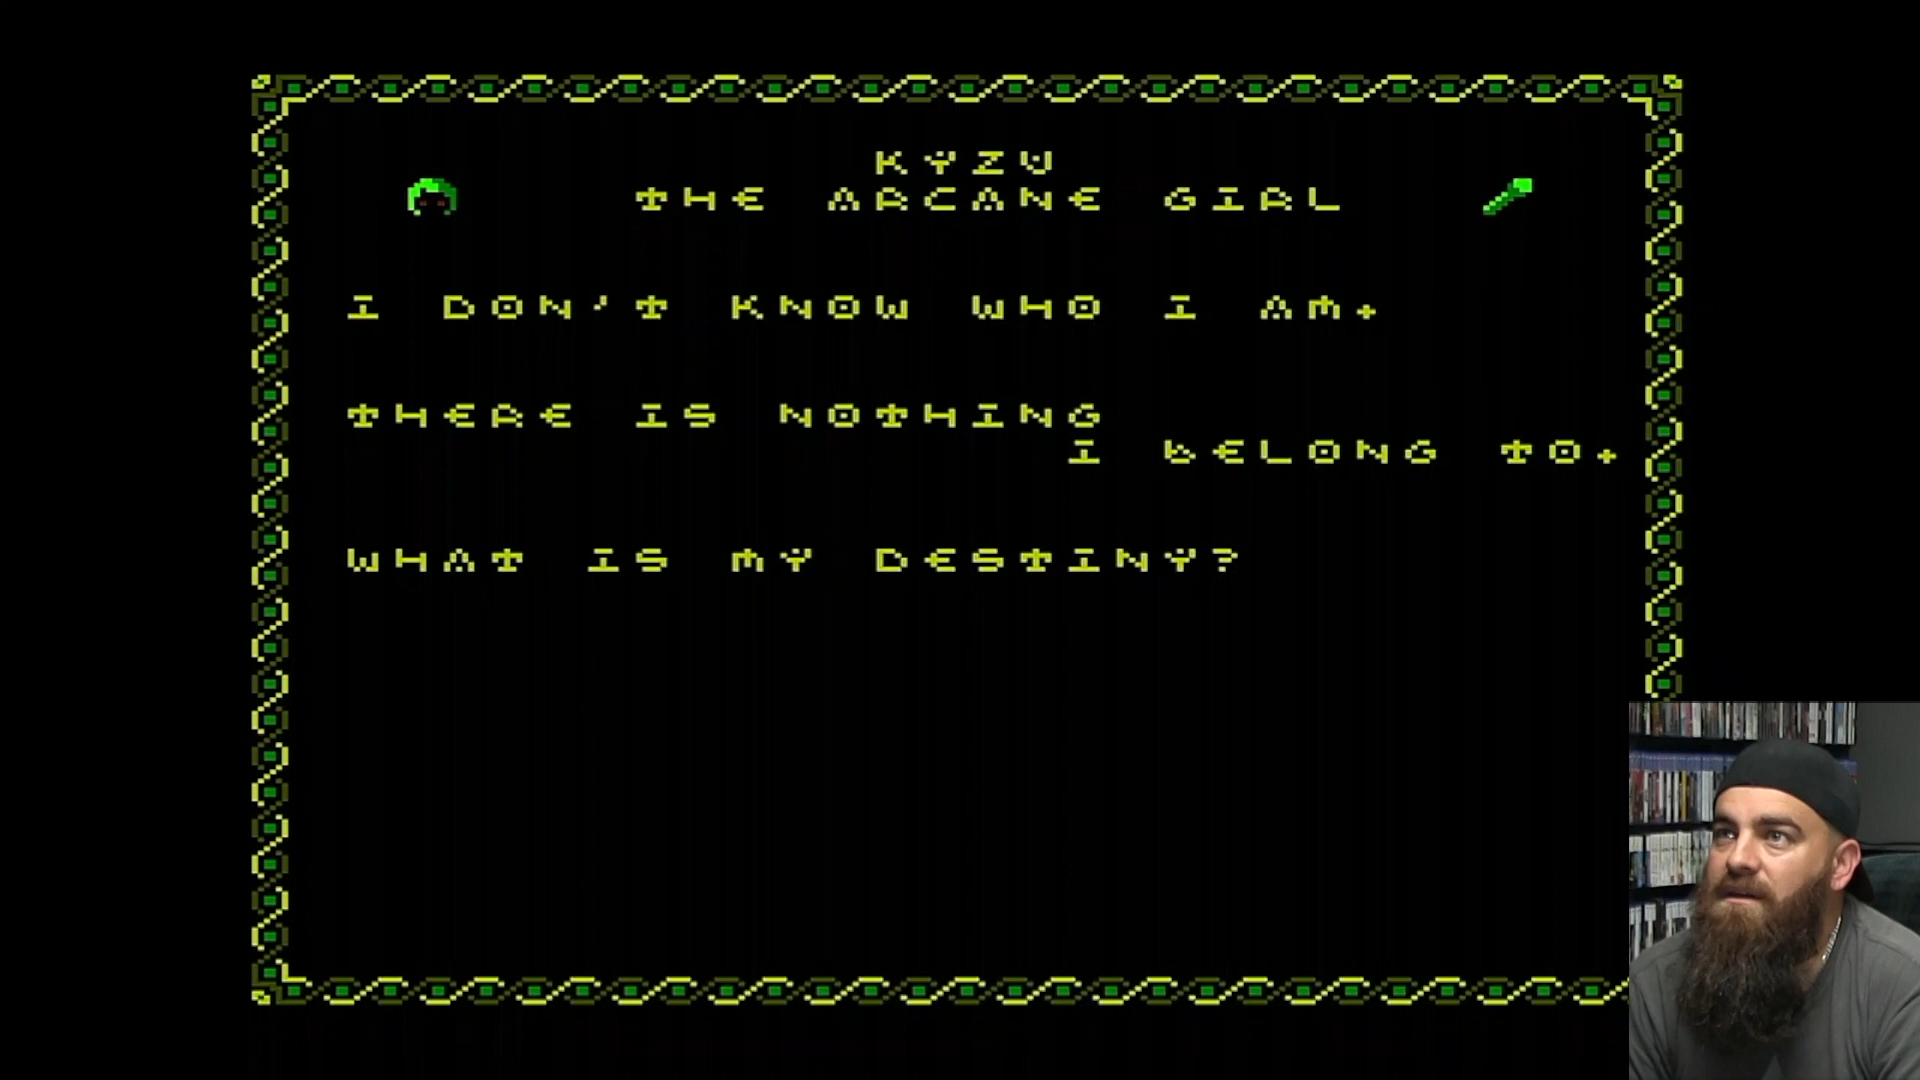 KYZU
THE ARCANE GIRL
I DON'T KNOW WHO I AM.
THERE IS NOTHING
I BELONG TO.
WHAT IS MY DESTINY?